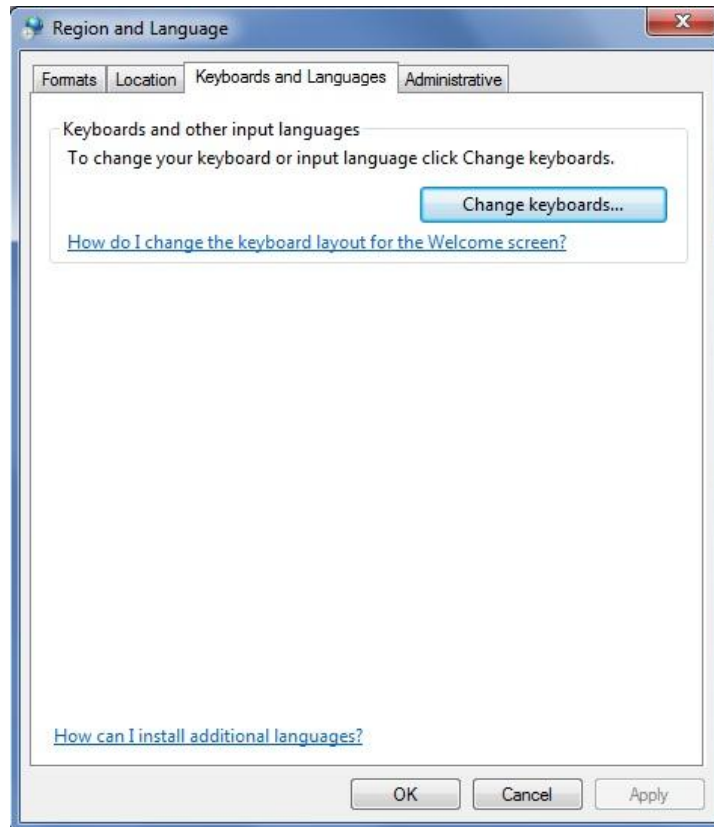 Region and Language
Formats Location Keyboards and Languages Administrative
Keyboards and other input languages
To change your keyboard or input language click Change keyboards.
Change keyboards...
How do I change the keyboard layout for the Welcome screen?
How can I install additional languages?
OK Cancel Apply